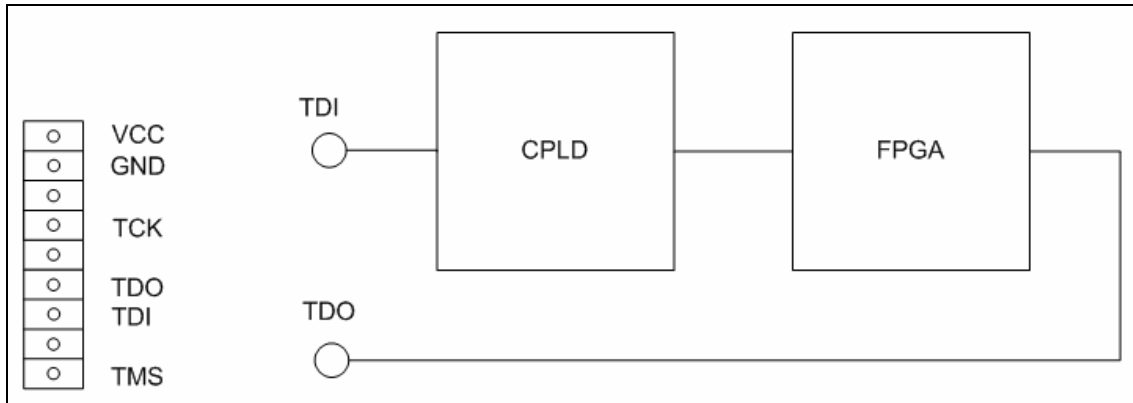 VCC
GND
TCK
TDO
TDI
TMS
TDI
CPLD
FPGA
TDO